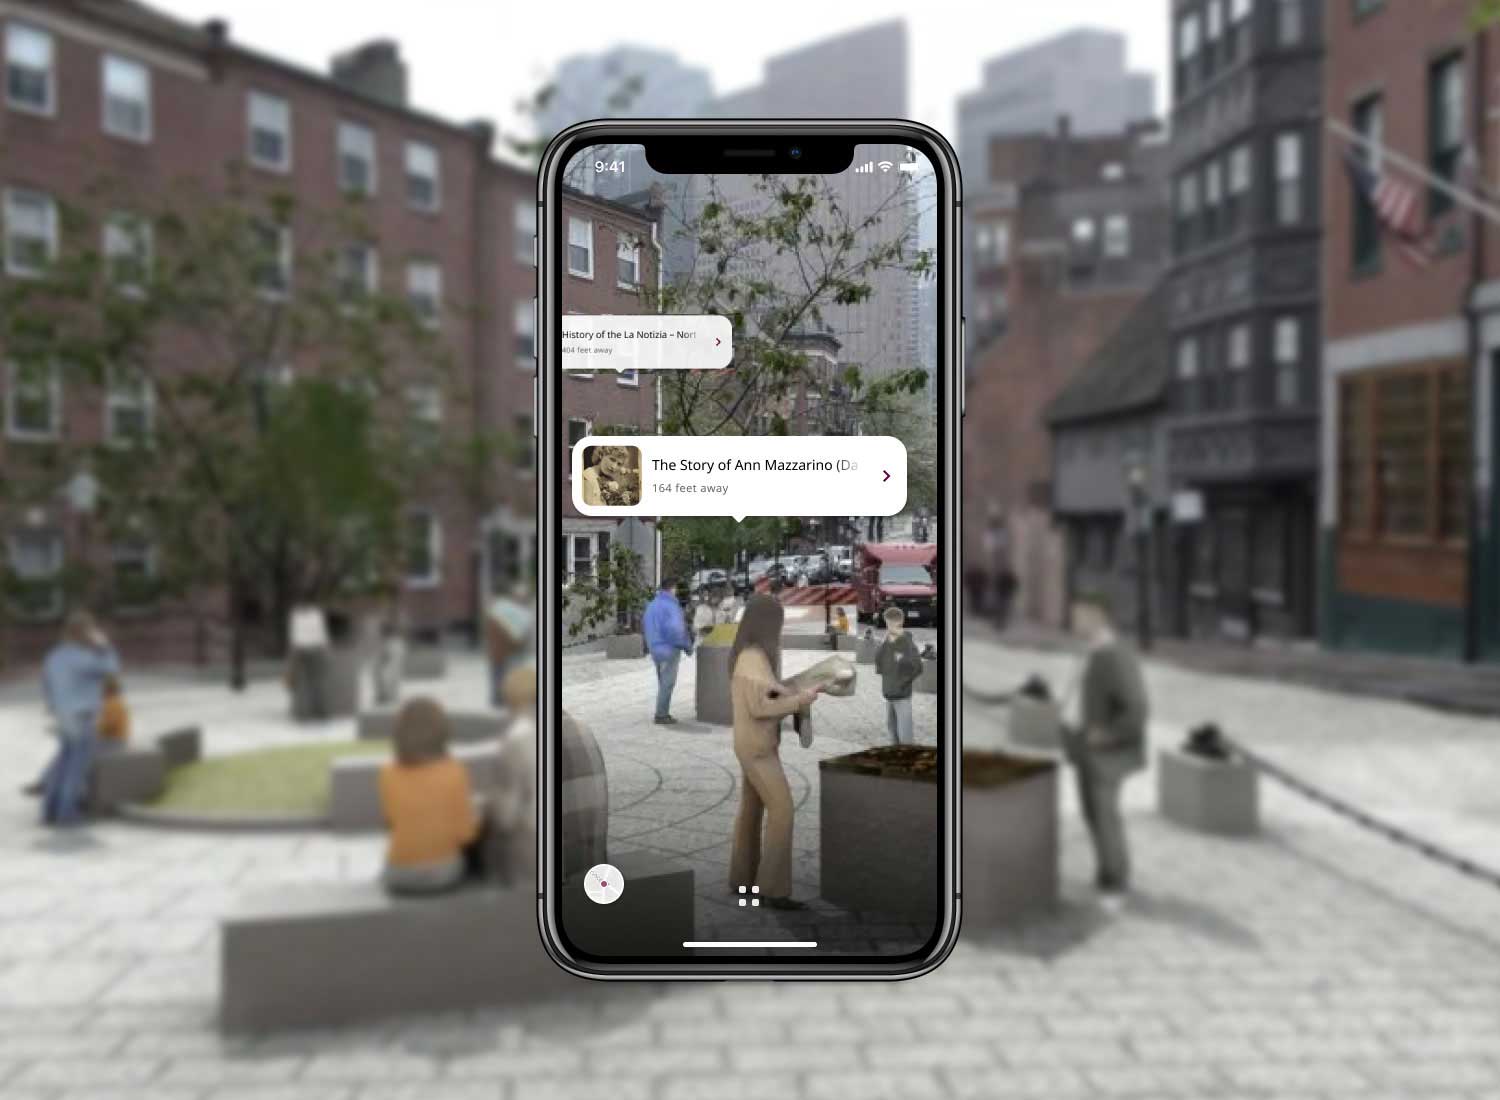 9:41
History of the La Notizia – Nort
404 feet away
The Story of Ann Mazzarino (Da
164 feet away